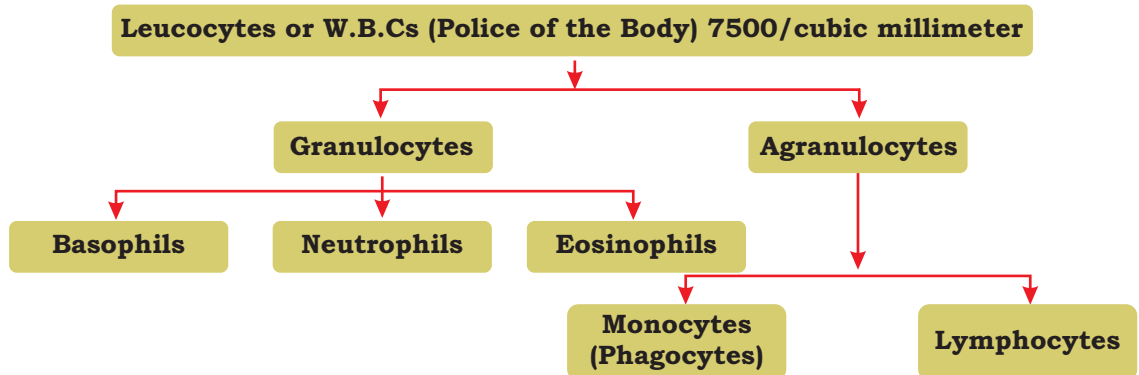 Leucocytes or W.B.Cs (Police of the Body) 7500/cubic millimeter
Granulocytes
Agranulocytes
Basophils
Neutrophils
Eosinophils
Monocytes
(Phagocytes)
Lymphocytes